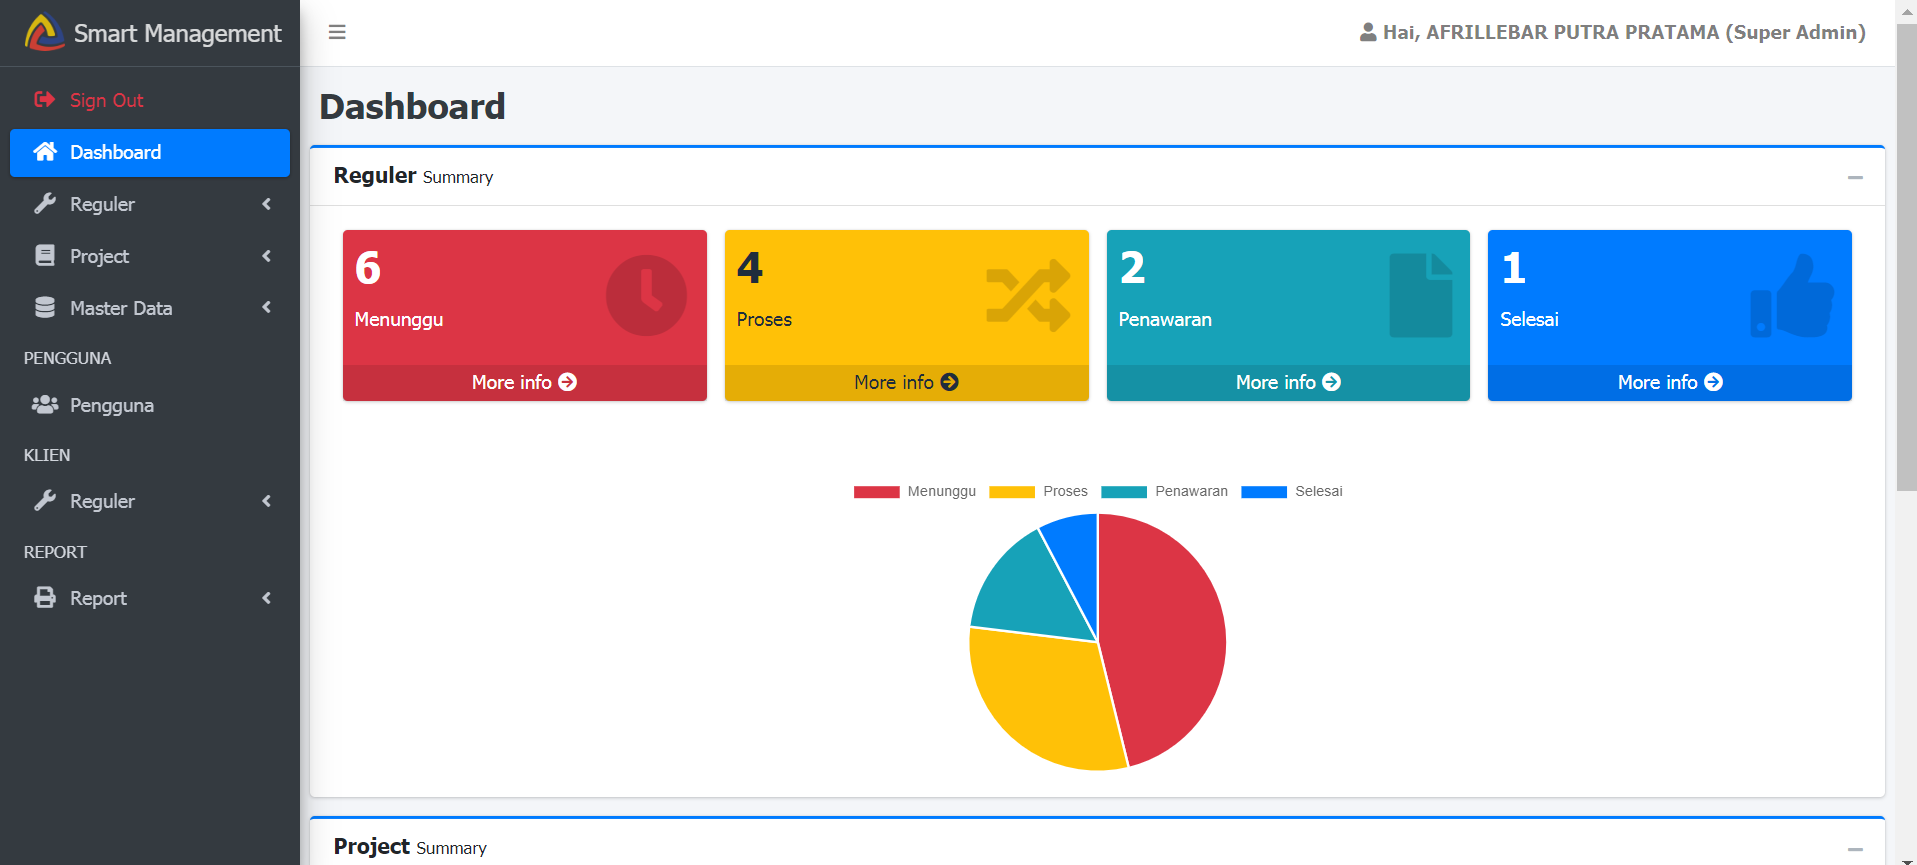 Smart Management
Hai, AFRILLEBAR PUTRA PRATAMA (Super Admin)
Sign Out
Dashboard
Reguler
Project
Master Data
PENGGUNA
Pengguna
KLIEN
Reguler
REPORT
Report
Dashboard
Reguler Summary
6
Menunggu
More info
4
Proses
More info
2
Penawaran
More info
1
Selesai
More info
Menunggu Proses Penawaran Selesai
Project Summary